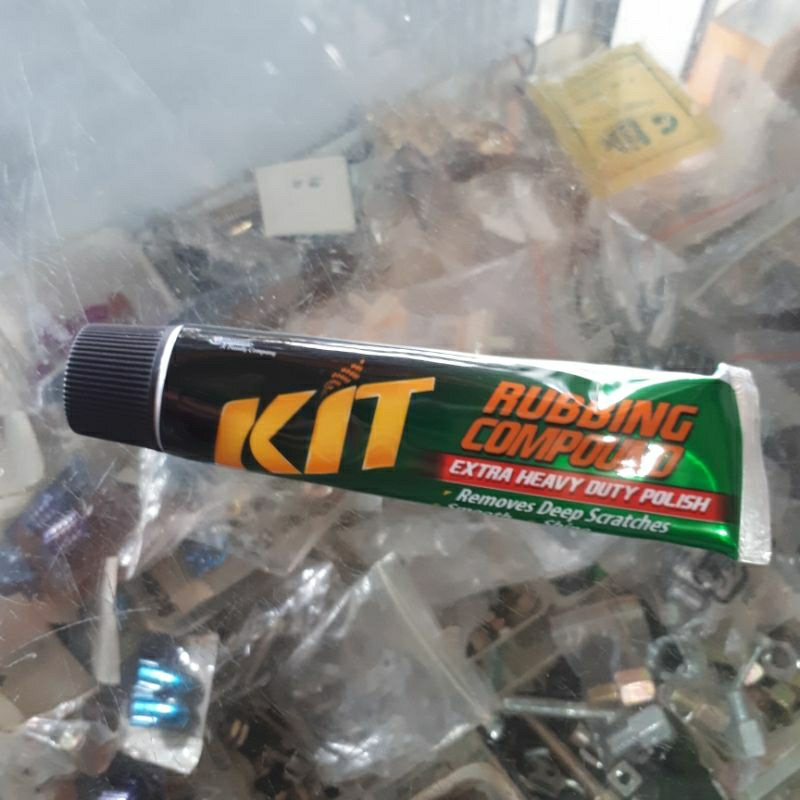 KIT
RUBBING
COMPOUND
EXTRA HEAVY DUTY POLISH
Removes Deep Scratches